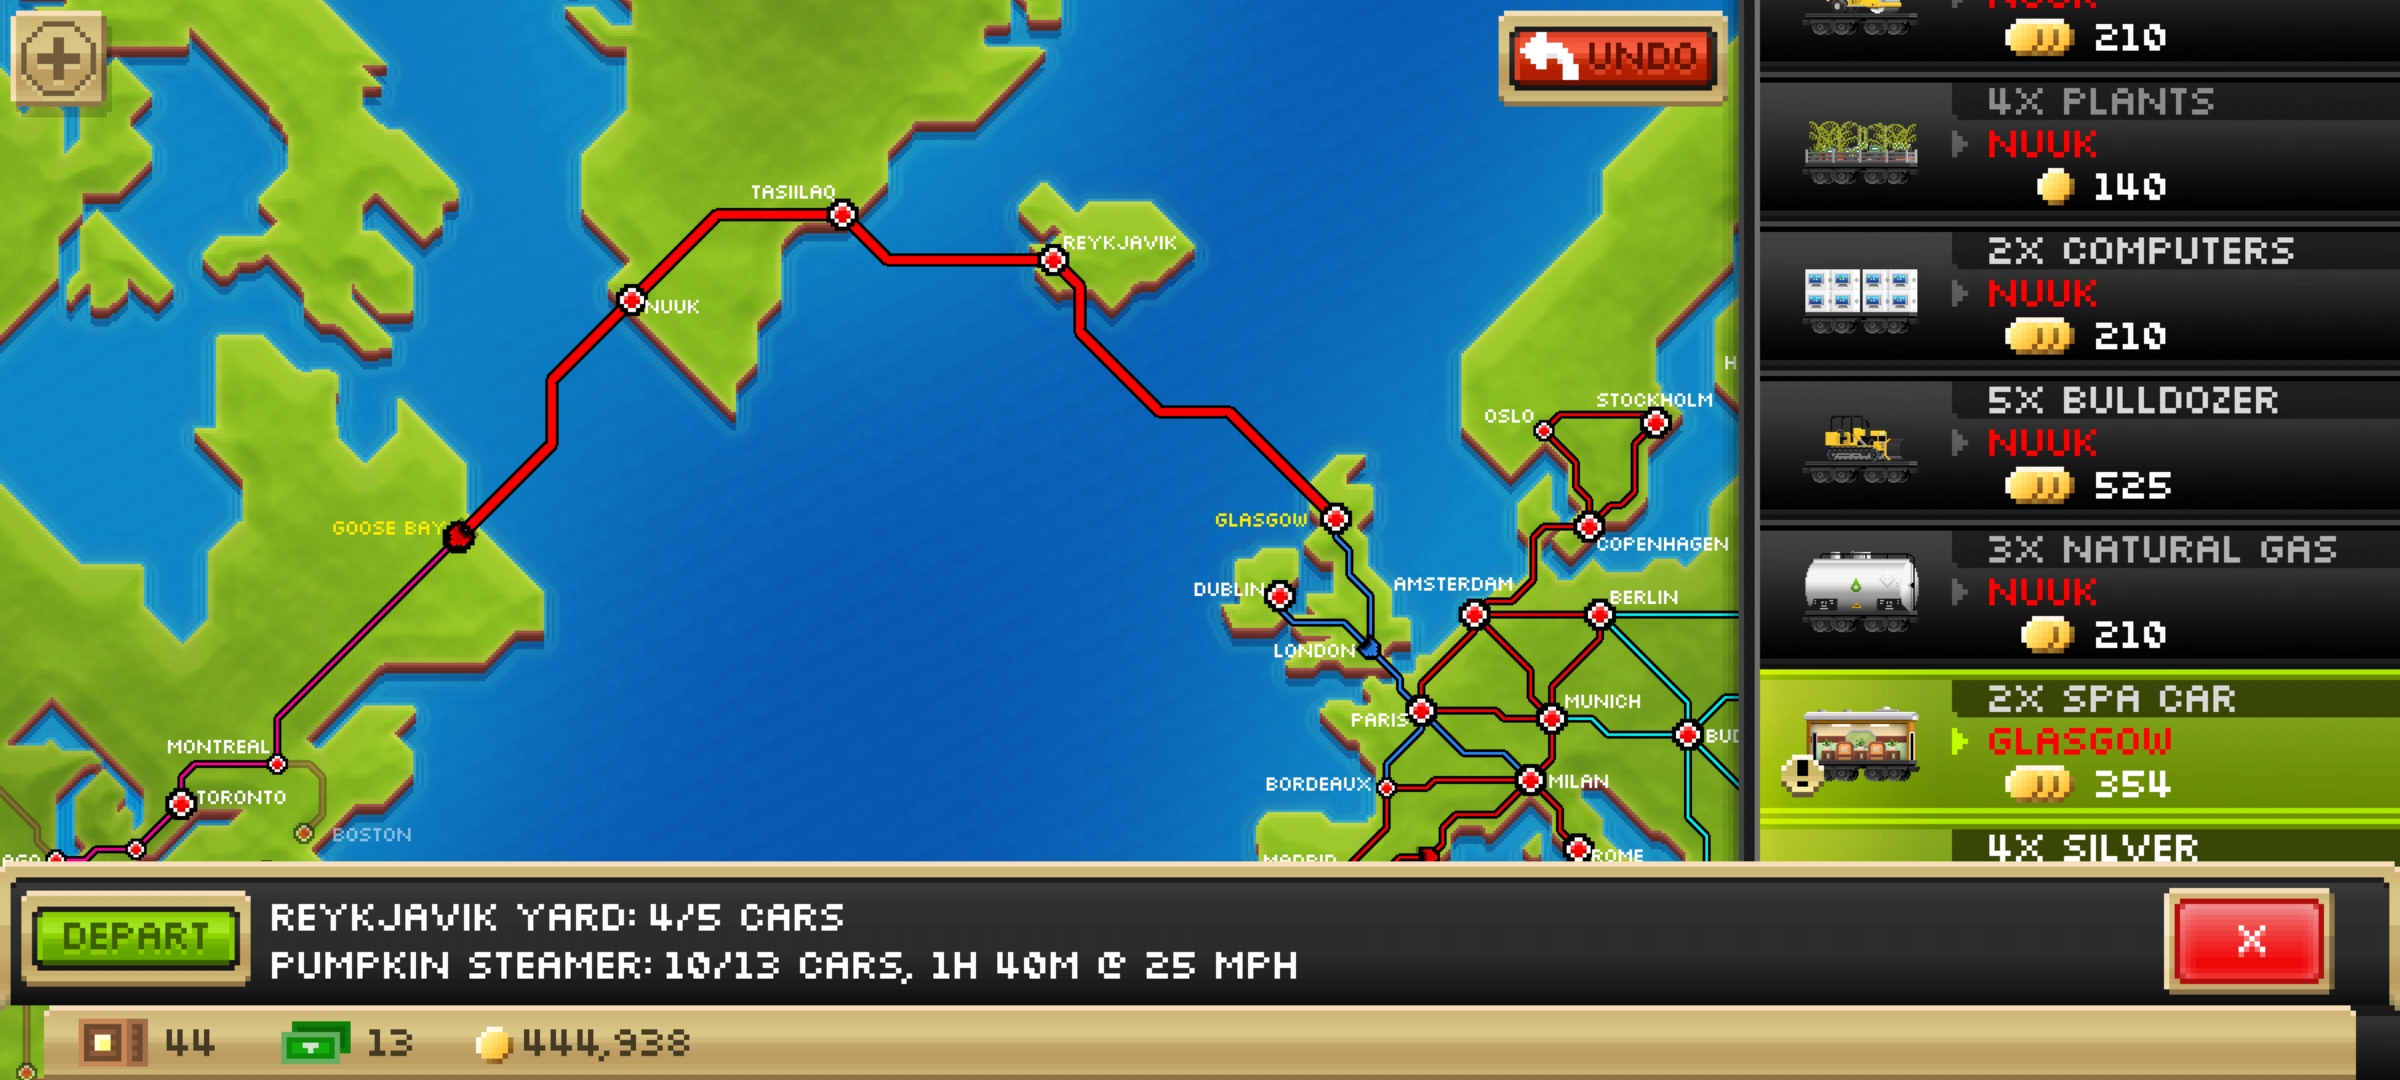 UNDO
TASIILAQ
REYKJAVIK
NUUK
STOCKHOLM
OSLO
GOOSE BAY
GLASGOW
COPENHAGEN
DUBLIN
AMSTERDAM
BERLIN
LONDON
MUNICH
PARIS
BUD
MONTREAL
BORDEAUX
MILAN
TORONTO
BOSTON
ROME
MADRID
NUUK
210
4X PLANTS
NUUK
140
2X COMPUTERS
NUUK
210
5X BULLDOZER
NUUK
525
3X NATURAL GAS
NUUK
210
2X SPA CAR
GLASGOW
354
4X SILVER
DEPART
REYKJAVIK YARD: 4/5 CARS
PUMPKIN STEAMER: 10/13 CARS, 1H 40M @ 25 MPH
X
44
13
444,938